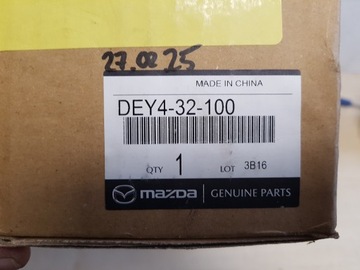 27.02 25
MADE IN CHINA
DEY4-32-100
QTY 1 LOT 3B16
mazda GENUINE PARTS